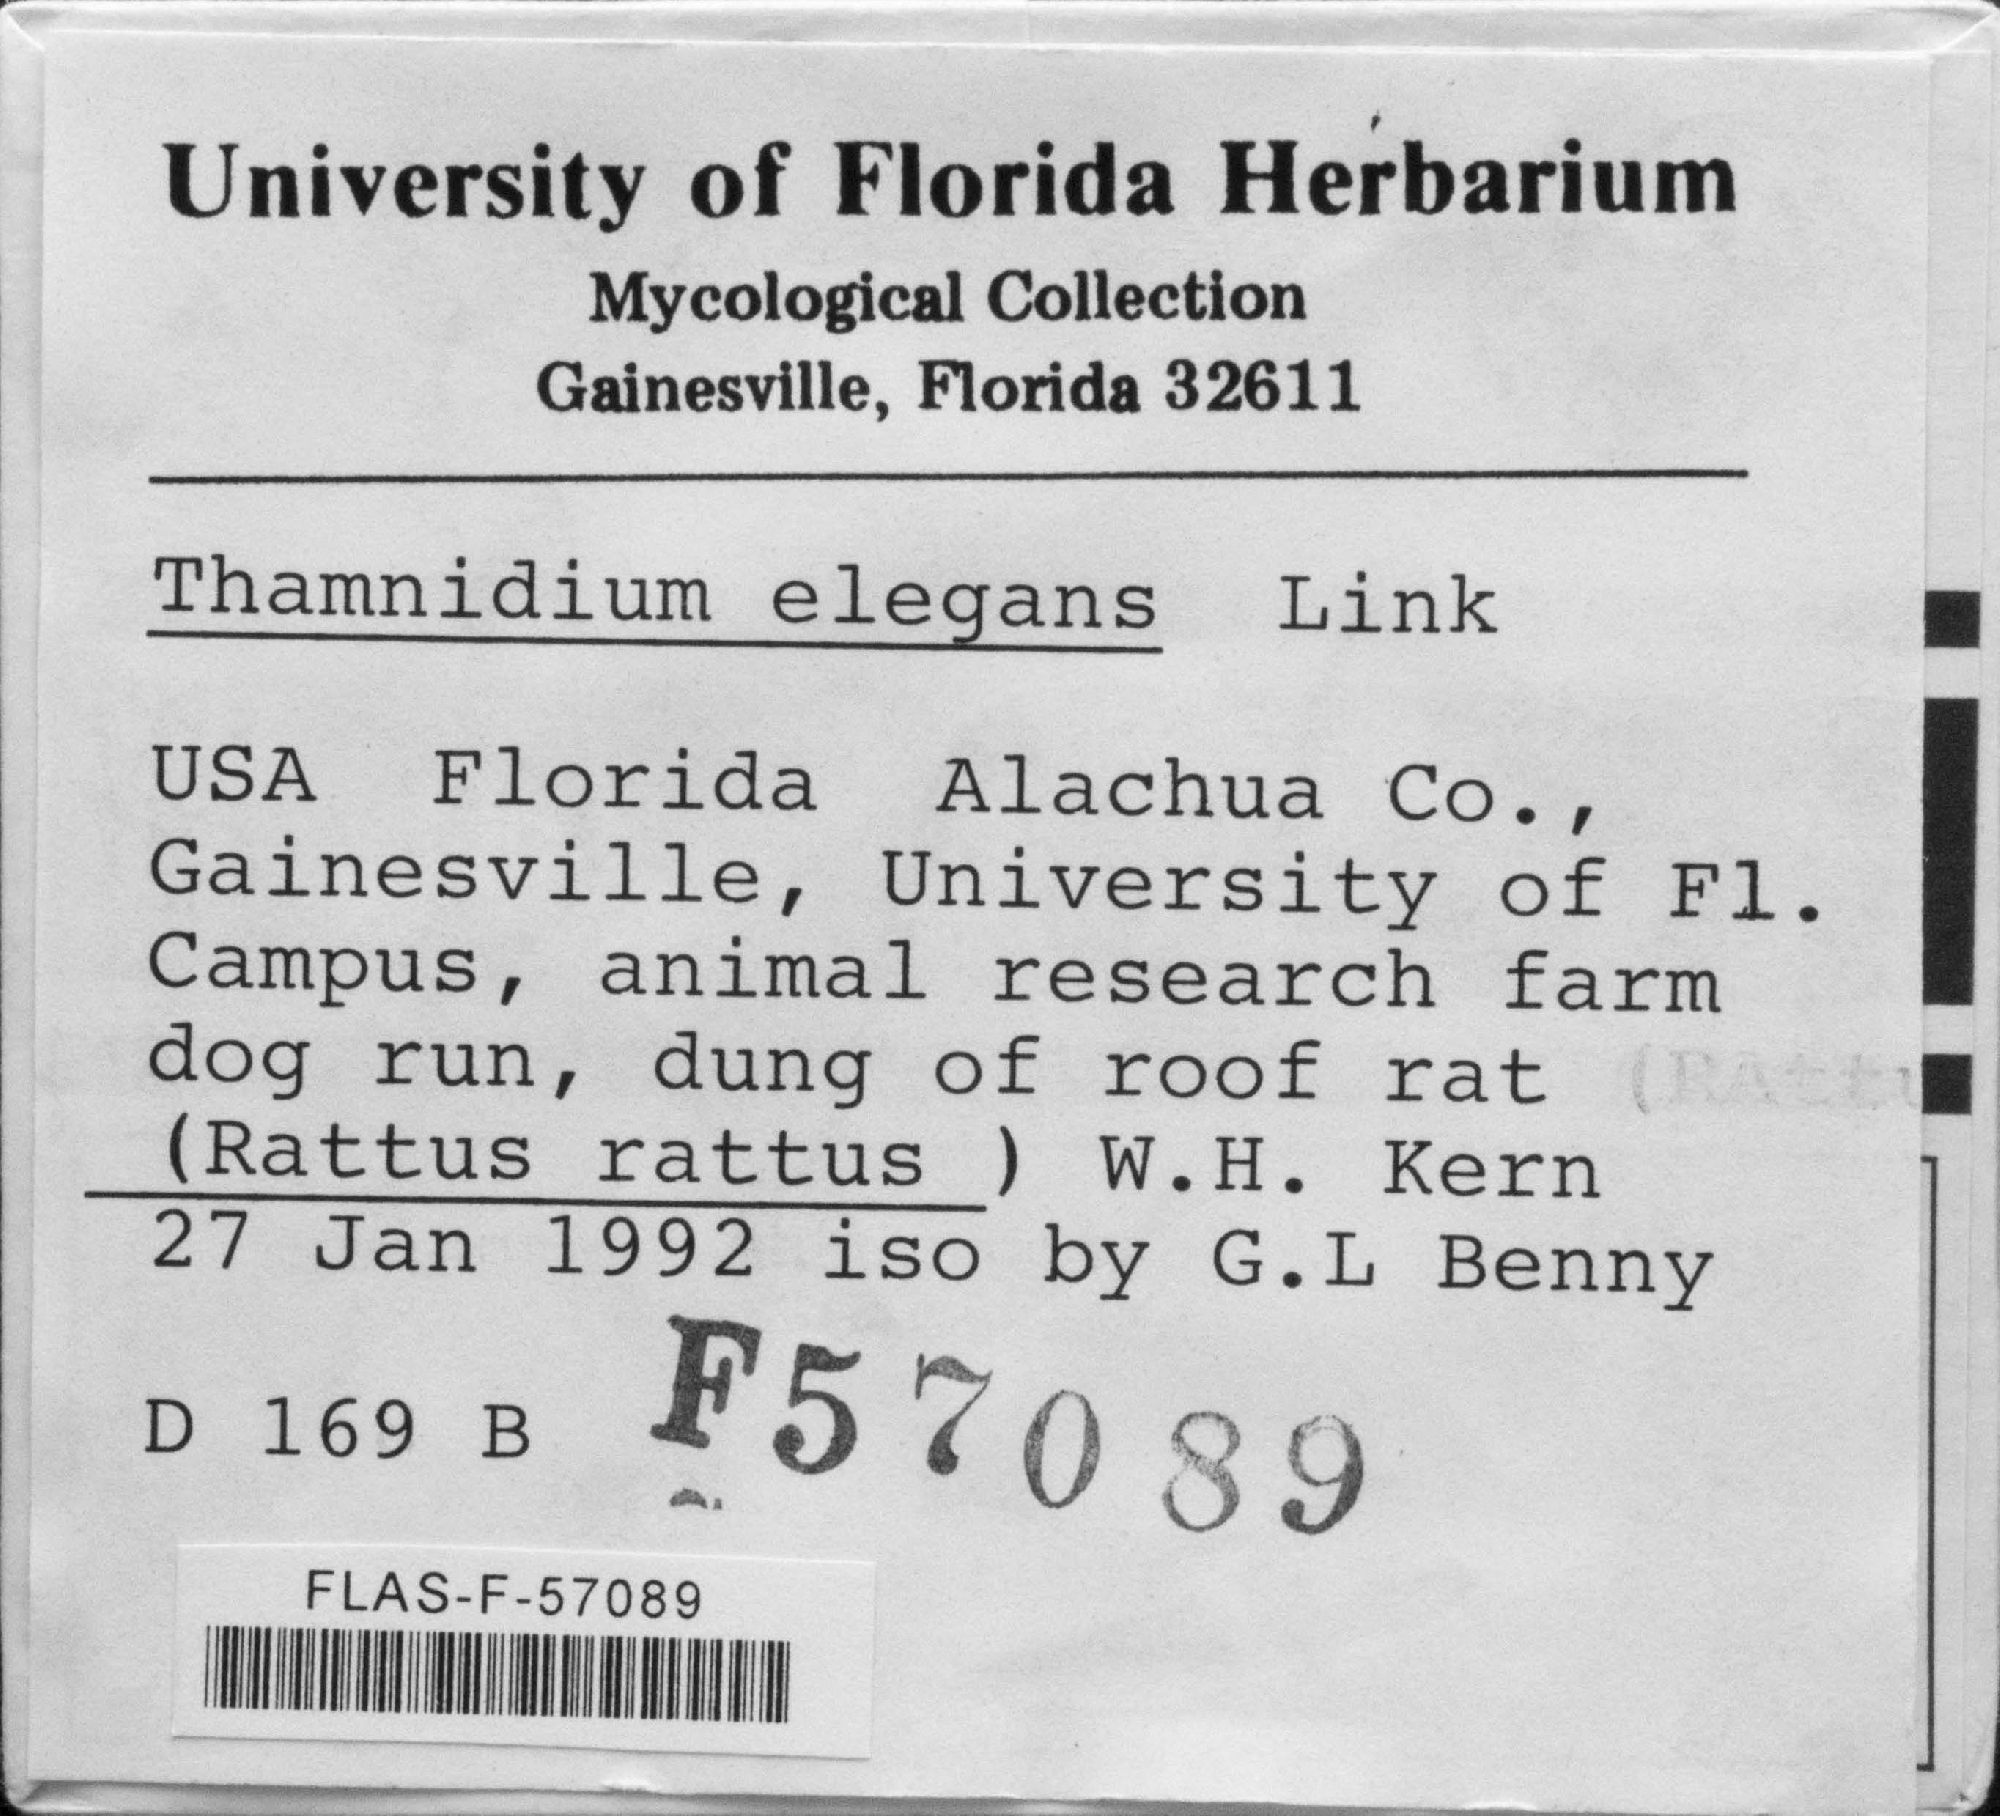 University of Florida Herbarium
Mycological Collection
Gainesville, Florida 32611
Thamnidium elegans Link
USA Florida Alachua Co.,
Gainesville, University of Fl.
Campus, animal research farm
dog run, dung of roof rat
(Rattus rattus ) W.H. Kern
27 Jan 1992 iso by G.L Benny
D 169 B F57089
FLAS-F-57089